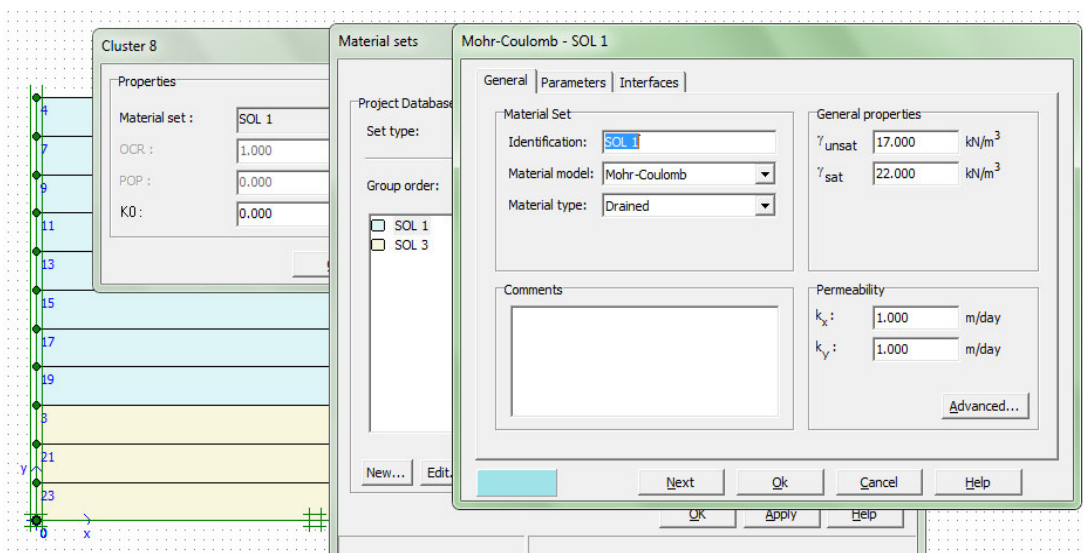 Cluster 8
Properties
Material set :
SOL 1
OCR :
1.000
POP :
0.000
K0 :
0.000
Material sets
Project Database
Set type:
Group order:
SOL 1
SOL 3
New...
Edit.
OK
Apply
Help
Mohr-Coulomb - SOL 1
General
Parameters
Interfaces
Material Set
Identification:
SOL 1
Material model:
Mohr-Coulomb
Material type:
Drained
General properties
γunsat
17.000
kN/m³
γsat
22.000
kN/m³
Comments
Permeability
kx :
1.000
m/day
ky :
1.000
m/day
Advanced...
Next
Ok
Cancel
Help
4
7
9
11
13
15
17
19
3
21
y
23
0
x